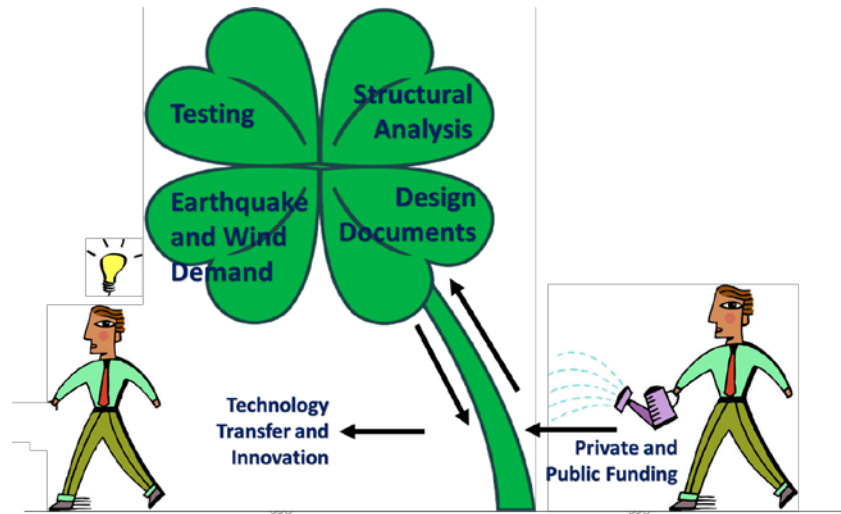 Testing
Structural
Analysis
Earthquake
and Wind
Demand
Design
Documents
Technology
Transfer and
Innovation
Private and
Public Funding